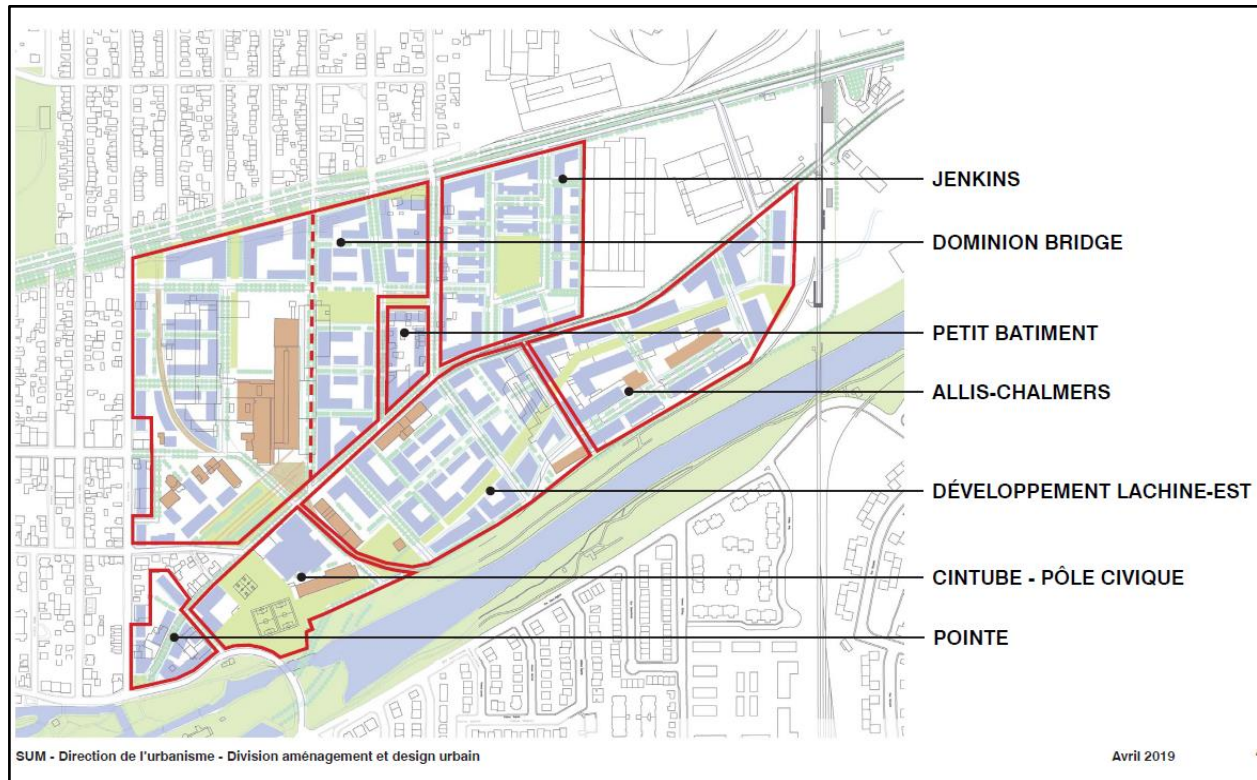 JENKINS
DOMINION BRIDGE
PETIT BATIMENT
ALLIS-CHALMERS
DÉVELOPPEMENT LACHINE-EST
CINTUBE - PÔLE CIVIQUE
POINTE
SUM - Direction de l'urbanisme - Division aménagement et design urbain
Avril 2019